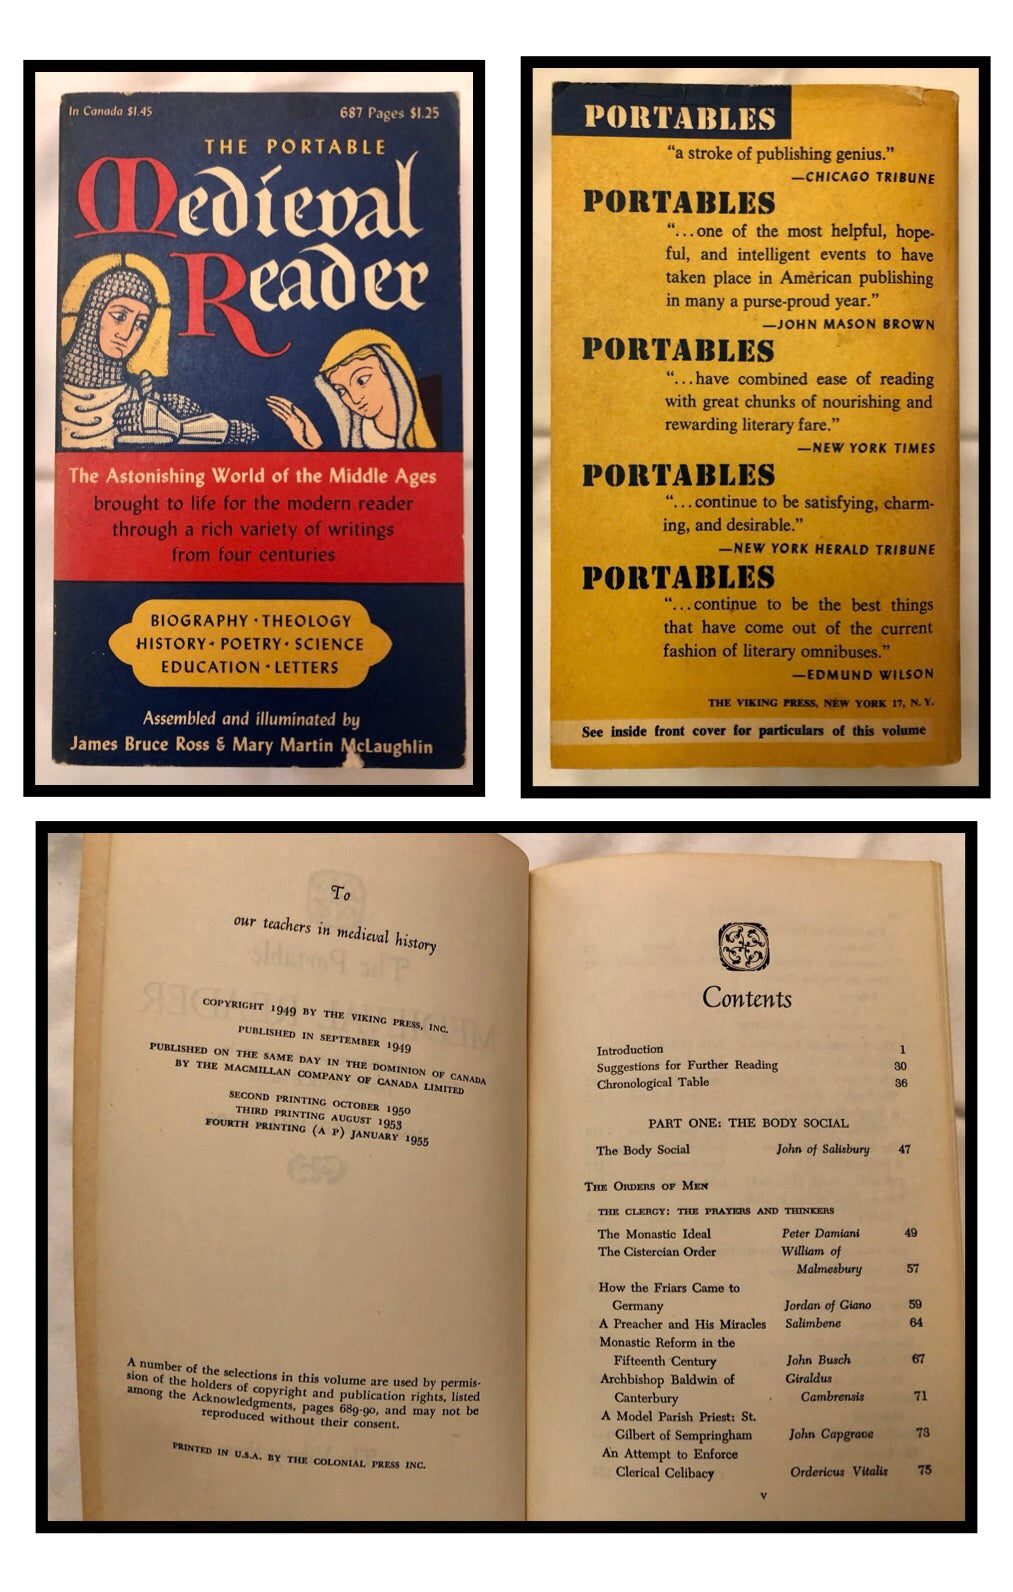 In Canada $1.45
687 Pages $1.25
THE PORTABLE
Medieval
Reader
The Astonishing World of the Middle Ages
brought to life for the modern reader
through a rich variety of writings
from four centuries
BIOGRAPHY · THEOLOGY
HISTORY · POETRY · SCIENCE
EDUCATION · LETTERS
Assembled and illuminated by
James Bruce Ross & Mary Martin McLaughlin
PORTABLES
“a stroke of publishing genius.”
—CHICAGO TRIBUNE
PORTABLES
“...one of the most helpful, hope-
ful, and intelligent events to have
taken place in American publishing
in many a purse-proud year.”
—JOHN MASON BROWN
PORTABLES
“...have combined ease of reading
with great chunks of nourishing and
rewarding literary fare.”
—NEW YORK TIMES
PORTABLES
“...continue to be satisfying, charm-
ing, and desirable.”
—NEW YORK HERALD TRIBUNE
PORTABLES
“...continue to be the best things
that have come out of the current
fashion of literary omnibuses.”
—EDMUND WILSON
THE VIKING PRESS, NEW YORK 17, N. Y.
See inside front cover for particulars of this volume
To
our teachers in medieval history
COPYRIGHT 1949 BY THE VIKING PRESS, INC.
PUBLISHED IN SEPTEMBER 1949
PUBLISHED ON THE SAME DAY IN THE DOMINION OF CANADA
BY THE MACMILLAN COMPANY OF CANADA LIMITED
SECOND PRINTING OCTOBER 1950
THIRD PRINTING AUGUST 1953
FOURTH PRINTING (A P) JANUARY 1955
A number of the selections in this volume are used by permis-
sion of the holders of copyright and publication rights, listed
among the Acknowledgments, pages 689-90, and may not be
reproduced without their consent.
PRINTED IN U.S.A. BY THE COLONIAL PRESS INC.
Contents
Introduction 1
Suggestions for Further Reading 30
Chronological Table 36
PART ONE: THE BODY SOCIAL
The Body Social John of Salisbury 47
THE ORDERS OF MEN
THE CLERGY: THE PRAYERS AND THINKERS
The Monastic Ideal Peter Damiani 49
The Cistercian Order William of
Malmesbury 57
How the Friars Came to
Germany Jordan of Giano 59
A Preacher and His Miracles Salimbene 64
Monastic Reform in the
Fifteenth Century John Busch 67
Archbishop Baldwin of Giraldus
Canterbury Cambrensis 71
A Model Parish Priest: St.
Gilbert of Sempringham John Capgrave 73
An Attempt to Enforce
Clerical Celibacy Ordericus Vitalis 75
v